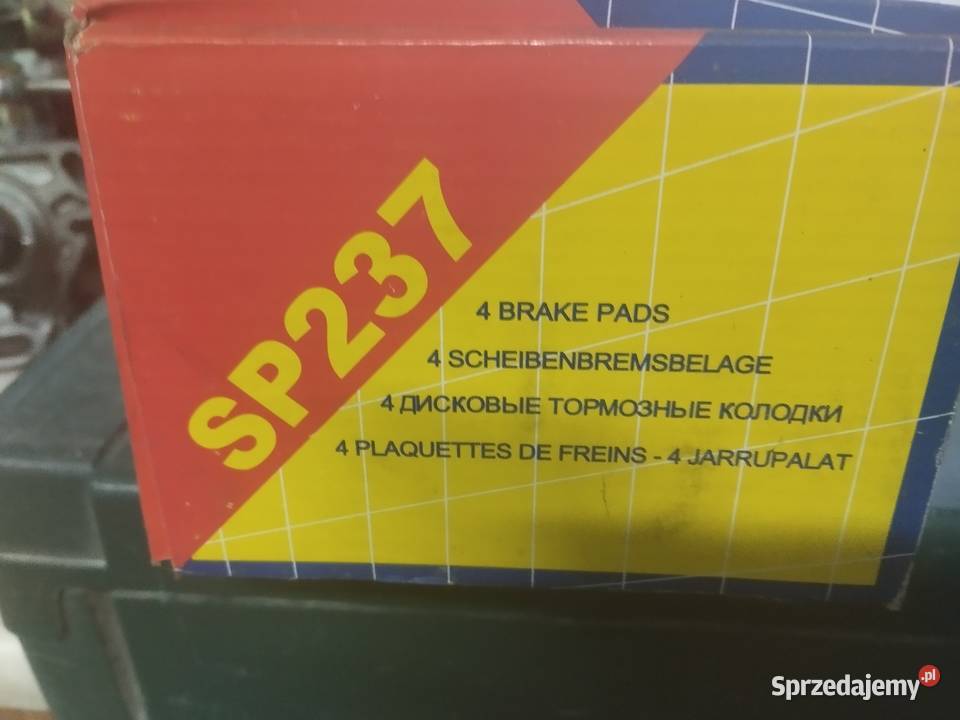 SP237
4 BRAKE PADS
4 SCHEIBENBREMSBELAGE
4 ДИСКОВЫЕ ТОРМОЗНЫЕ КОЛОДКИ
4 PLAQUETTES DE FREINS - 4 JARRUPALAT
Sprzedajemy.pl